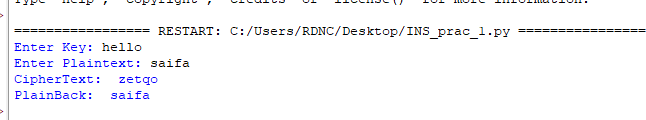 Type "help", "copyright", "credits" or "license()" for more information.
================= RESTART: C:/Users/RDNC/Desktop/INS_prac_1.py ================
Enter Key: hello
Enter Plaintext: saifa
CipherText:  zetqo
PlainBack:  saifa
>